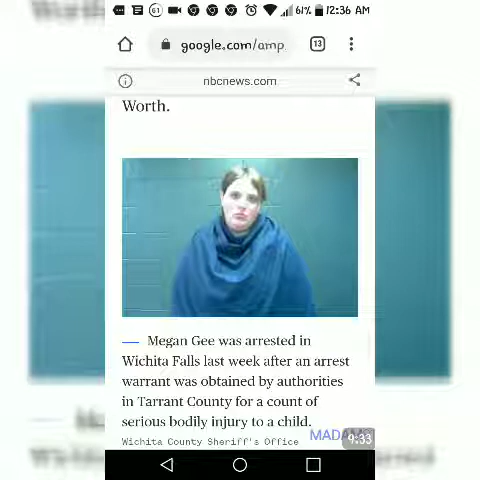 61 61% 12:36 AM
google.com/amp 13
nbcnews.com
Worth.
Megan Gee was arrested in
Wichita Falls last week after an arrest
warrant was obtained by authorities
in Tarrant County for a count of
serious bodily injury to a child.
Wichita County Sheriff's Office
MADAM
9:33